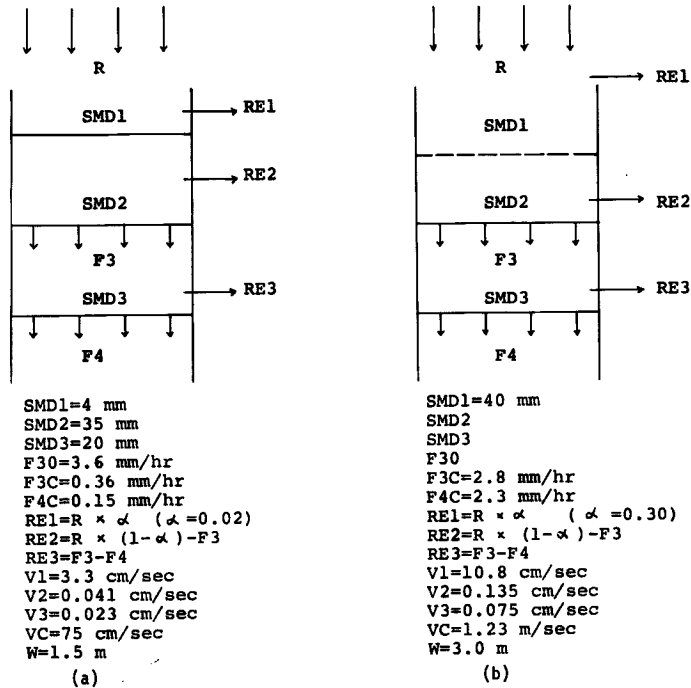 R
SMD1
RE1
RE2
SMD2
F3
SMD3
RE3
F4
SMD1=4 mm
SMD2=35 mm
SMD3=20 mm
F30=3.6 mm/hr
F3C=0.36 mm/hr
F4C=0.15 mm/hr
RE1=R × α (α=0.02)
RE2=R × (1-α)-F3
RE3=F3-F4
V1=3.3 cm/sec
V2=0.041 cm/sec
V3=0.023 cm/sec
VC=75 cm/sec
W=1.5 m
(a)
R
RE1
SMD1
SMD2
RE2
F3
SMD3
RE3
F4
SMD1=40 mm
SMD2
SMD3
F30
F3C=2.8 mm/hr
F4C=2.3 mm/hr
RE1=R × α (α=0.30)
RE2=R × (1-α)-F3
RE3=F3-F4
V1=10.8 cm/sec
V2=0.135 cm/sec
V3=0.075 cm/sec
VC=1.23 m/sec
W=3.0 m
(b)